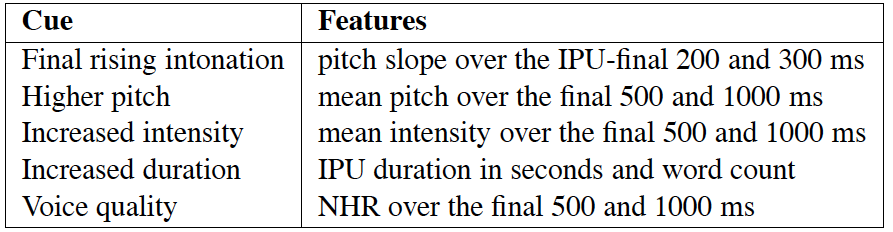 Cue Features
Final rising intonation pitch slope over the IPU-final 200 and 300 ms
Higher pitch mean pitch over the final 500 and 1000 ms
Increased intensity mean intensity over the final 500 and 1000 ms
Increased duration IPU duration in seconds and word count
Voice quality NHR over the final 500 and 1000 ms